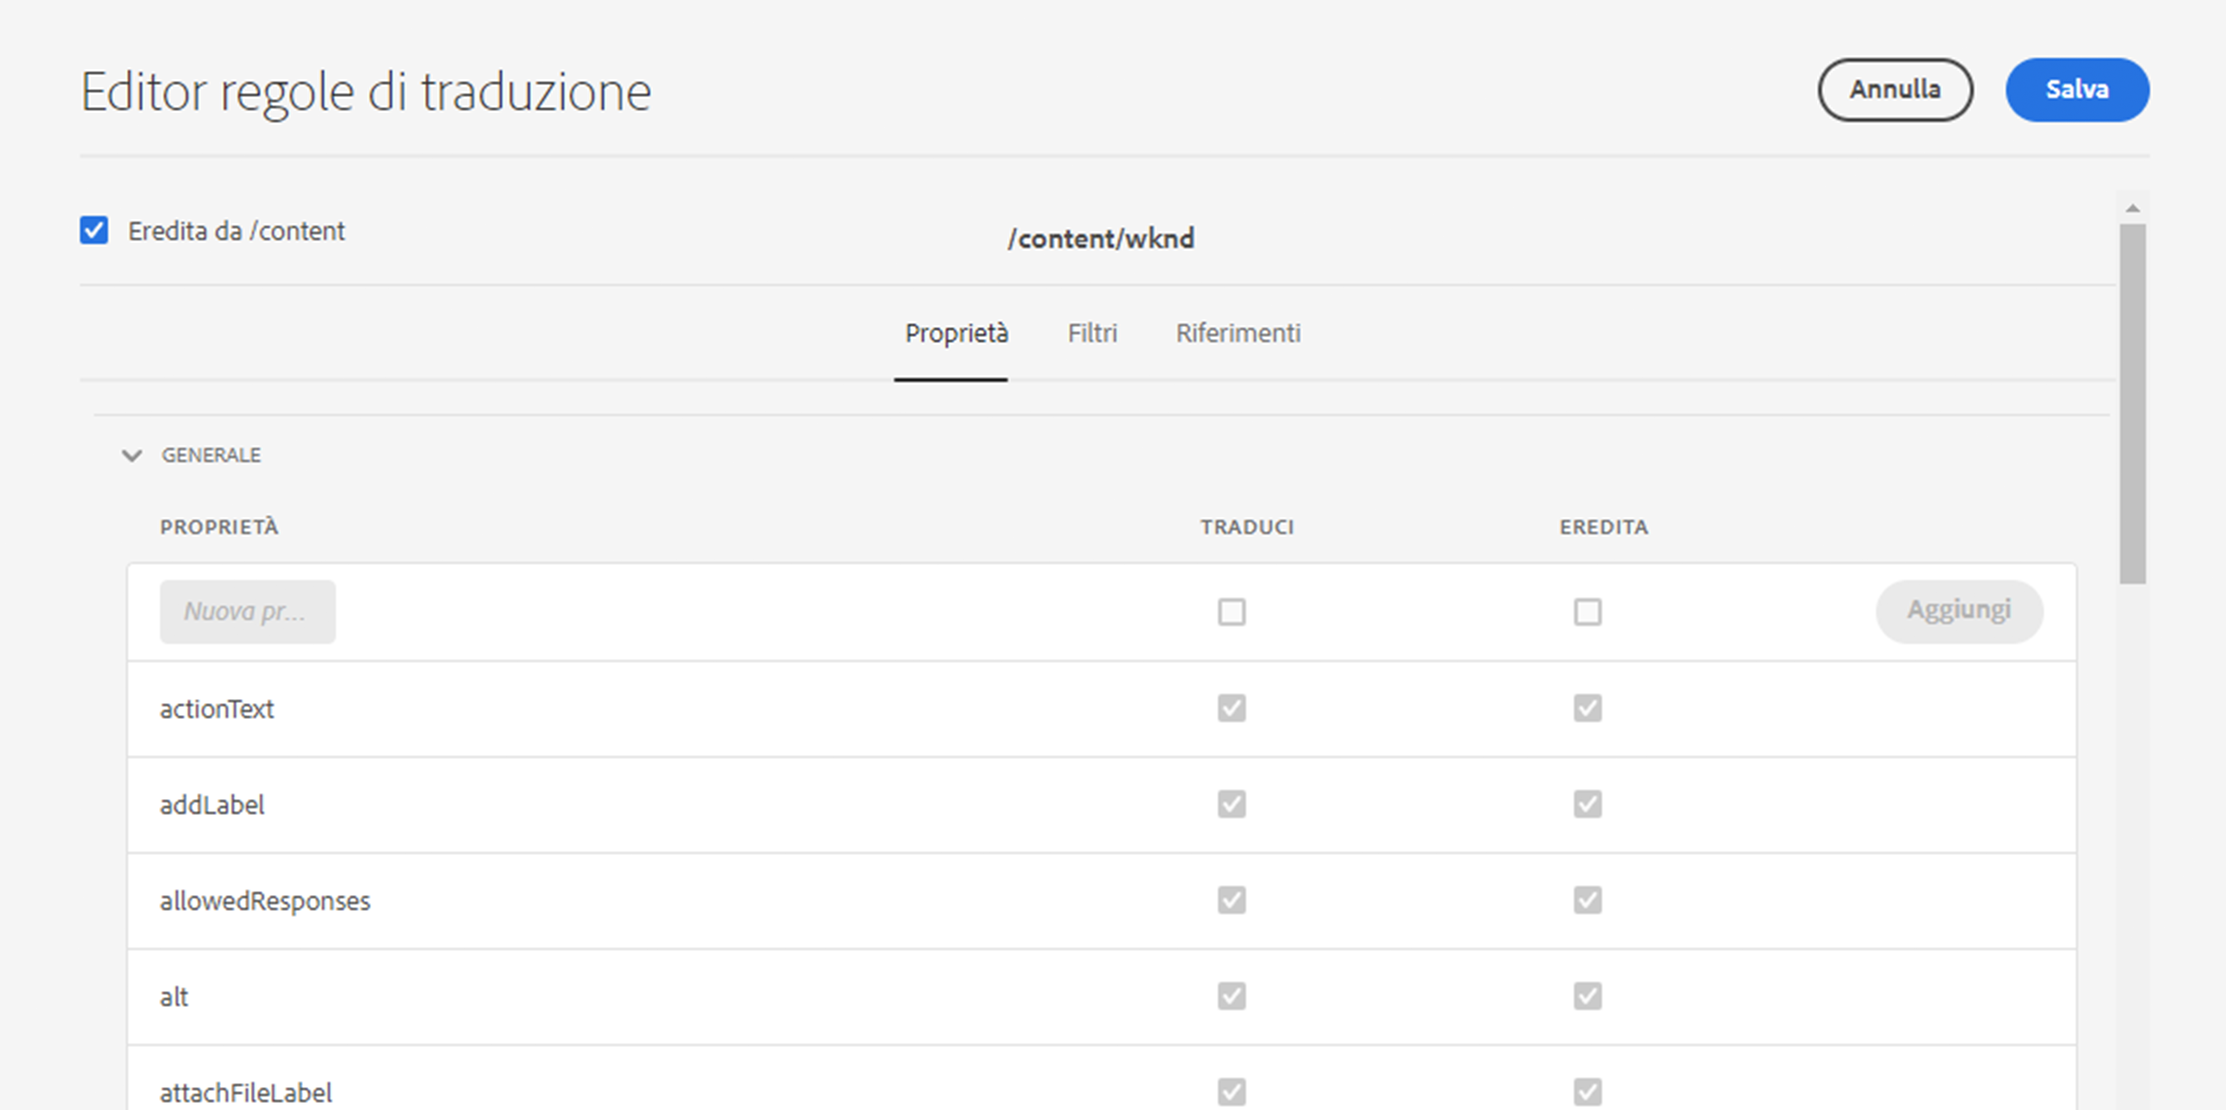 Editor regole di traduzione
Annulla
Salva
Eredita da /content
/content/wknd
Proprietà
Filtri
Riferimenti
GENERALE
PROPRIETÀ
TRADUCI
EREDITA
Nuova pr...
Aggiungi
actionText
addLabel
allowedResponses
alt
attachFileLabel